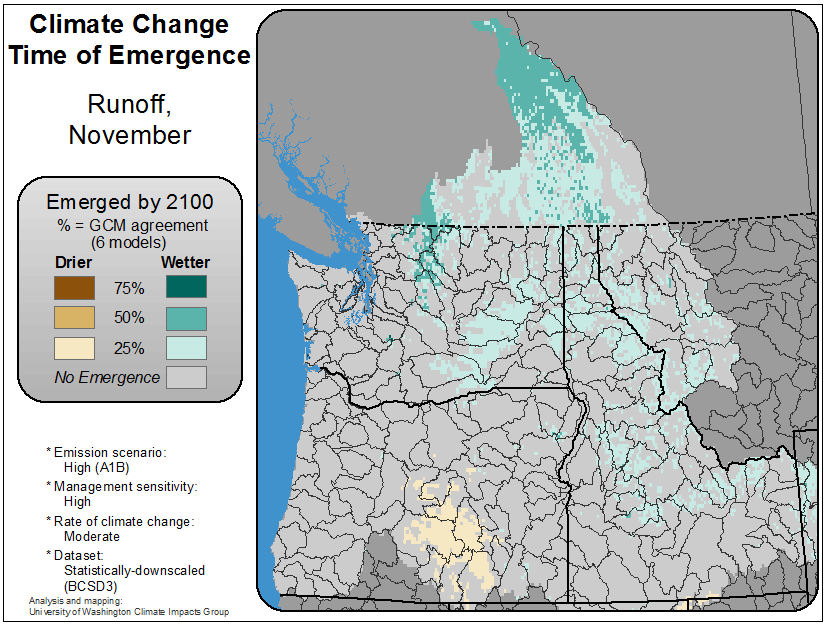 Climate Change
Time of Emergence
Runoff,
November
Emerged by 2100
% = GCM agreement
(6 models)
Drier Wetter
75%
50%
25%
No Emergence
* Emission scenario:
High (A1B)
* Management sensitivity:
High
* Rate of climate change:
Moderate
* Dataset:
Statistically-downscaled
(BCSD3)
Analysis and mapping:
University of Washington Climate Impacts Group